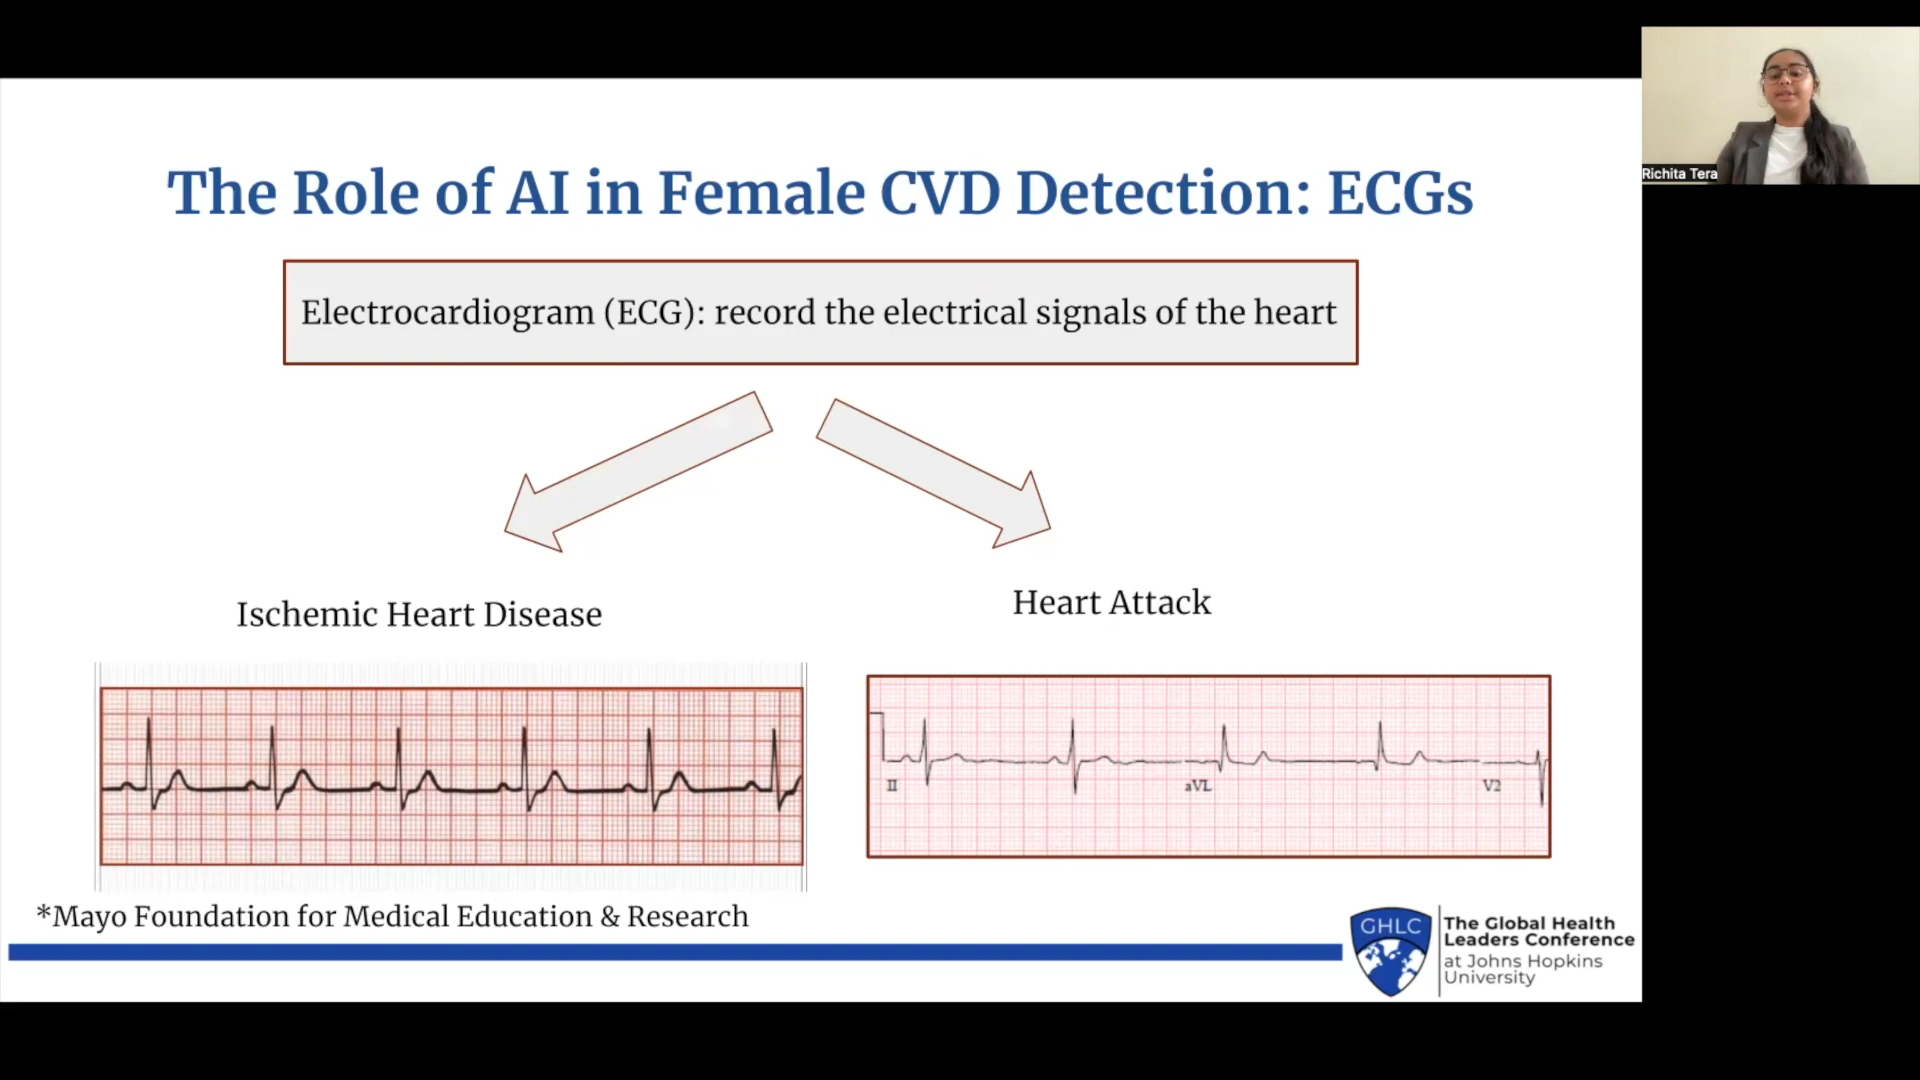 The Role of AI in Female CVD Detection: ECGs
Electrocardiogram (ECG): record the electrical signals of the heart
Ischemic Heart Disease
Heart Attack
II
aVL
V2
*Mayo Foundation for Medical Education & Research
GHLC
The Global Health
Leaders Conference
at Johns Hopkins
University
Richita Tera